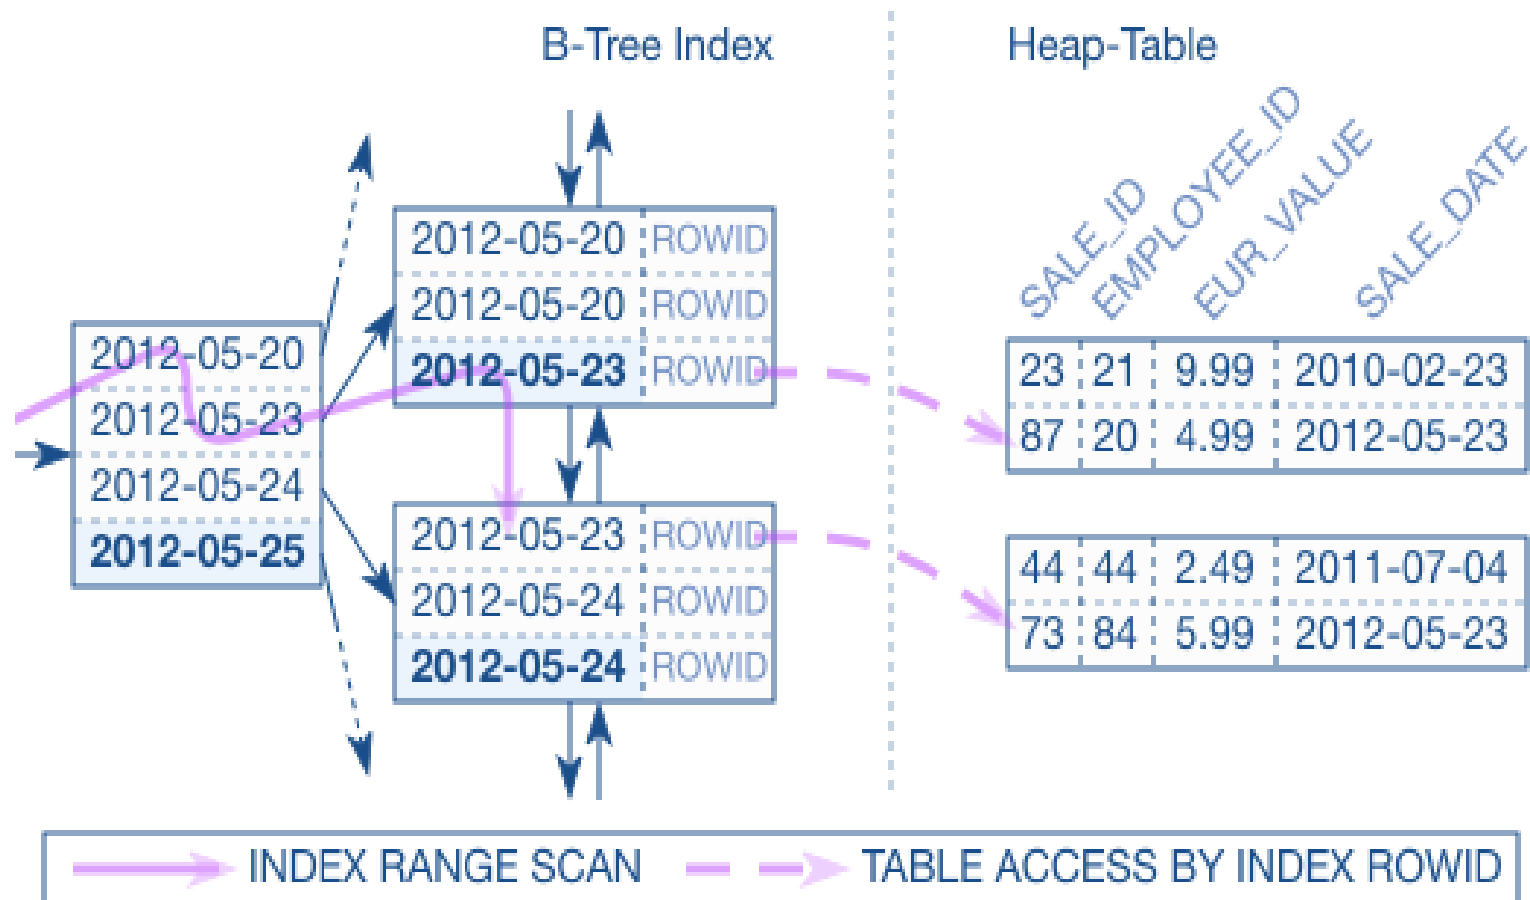 B-Tree Index
Heap-Table
SALE_ID
EMPLOYEE_ID
EUR_VALUE
SALE_DATE
2012-05-20
2012-05-23
2012-05-24
2012-05-25
2012-05-20 ROWID
2012-05-20 ROWID
2012-05-23 ROWID
2012-05-23 ROWID
2012-05-24 ROWID
2012-05-24 ROWID
23 21 9.99 2010-02-23
87 20 4.99 2012-05-23
44 44 2.49 2011-07-04
73 84 5.99 2012-05-23
INDEX RANGE SCAN
TABLE ACCESS BY INDEX ROWID